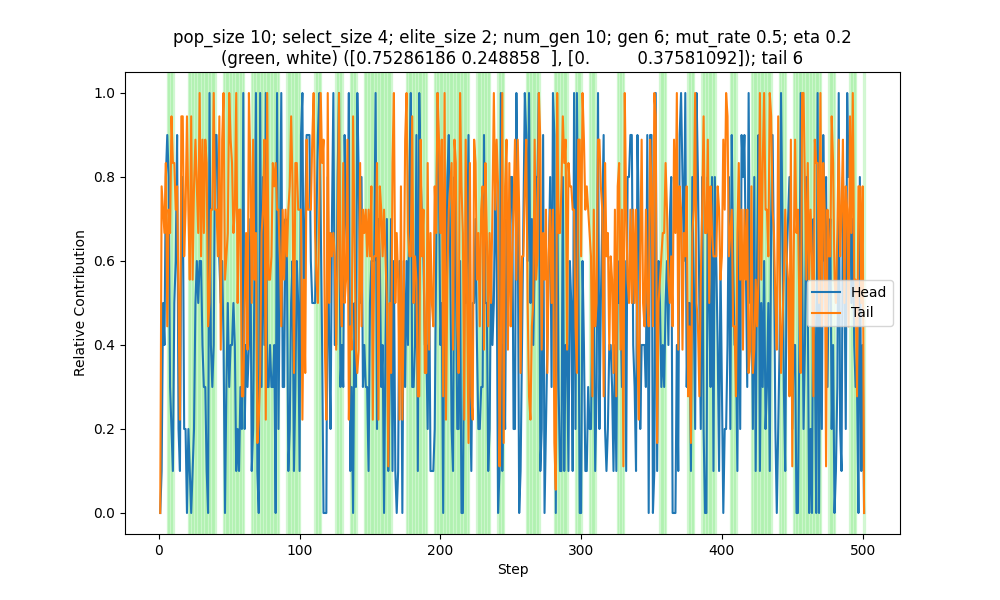 pop_size 10; select_size 4; elite_size 2; num_gen 10; gen 6; mut_rate 0.5; eta 0.2
(green, white) ([0.75286186 0.248858  ], [0.         0.37581092]); tail 6
1.0
0.8
0.6
0.4
0.2
0.0
Relative Contribution
Head
Tail
0 100 200 300 400 500
Step